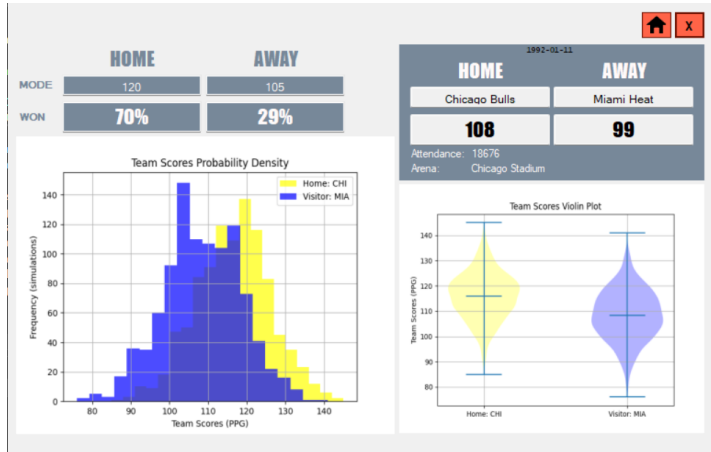 X
HOME AWAY
MODE 120 105
WON 70% 29%
1992-01-11
HOME AWAY
Chicago Bulls Miami Heat
108 99
Attendance: 18676
Arena: Chicago Stadium
Team Scores Probability Density
Home: CHI
Visitor: MIA
Frequency (simulations)
140
120
100
80
60
40
20
0
80 90 100 110 120 130 140
Team Scores (PPG)
Team Scores Violin Plot
Team Scores (PPG)
140
130
120
110
100
90
80
Home: CHI Visitor: MIA